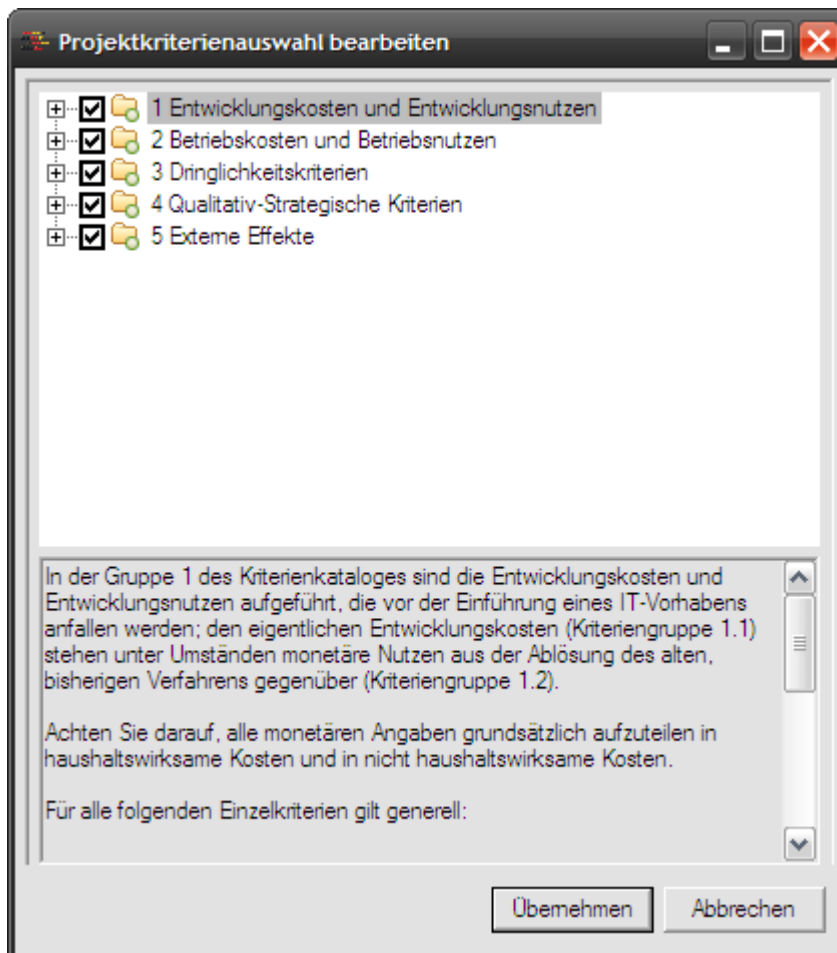 Projektkriterienauswahl bearbeiten
1 Entwicklungskosten und Entwicklungsnutzen
2 Betriebskosten und Betriebsnutzen
3 Dringlichkeitskriterien
4 Qualitativ-Strategische Kriterien
5 Externe Effekte
In der Gruppe 1 des Kriterienkataloges sind die Entwicklungskosten und
Entwicklungsnutzen aufgeführt, die vor der Einführung eines IT-Vorhabens
anfallen werden; den eigentlichen Entwicklungskosten (Kriteriengruppe 1.1)
stehen unter Umständen monetäre Nutzen aus der Ablösung des alten,
bisherigen Verfahrens gegenüber (Kriteriengruppe 1.2).
Achten Sie darauf, alle monetären Angaben grundsätzlich aufzuteilen in
haushaltswirksame Kosten und in nicht haushaltswirksame Kosten.
Für alle folgenden Einzelkriterien gilt generell:
Übernehmen
Abbrechen